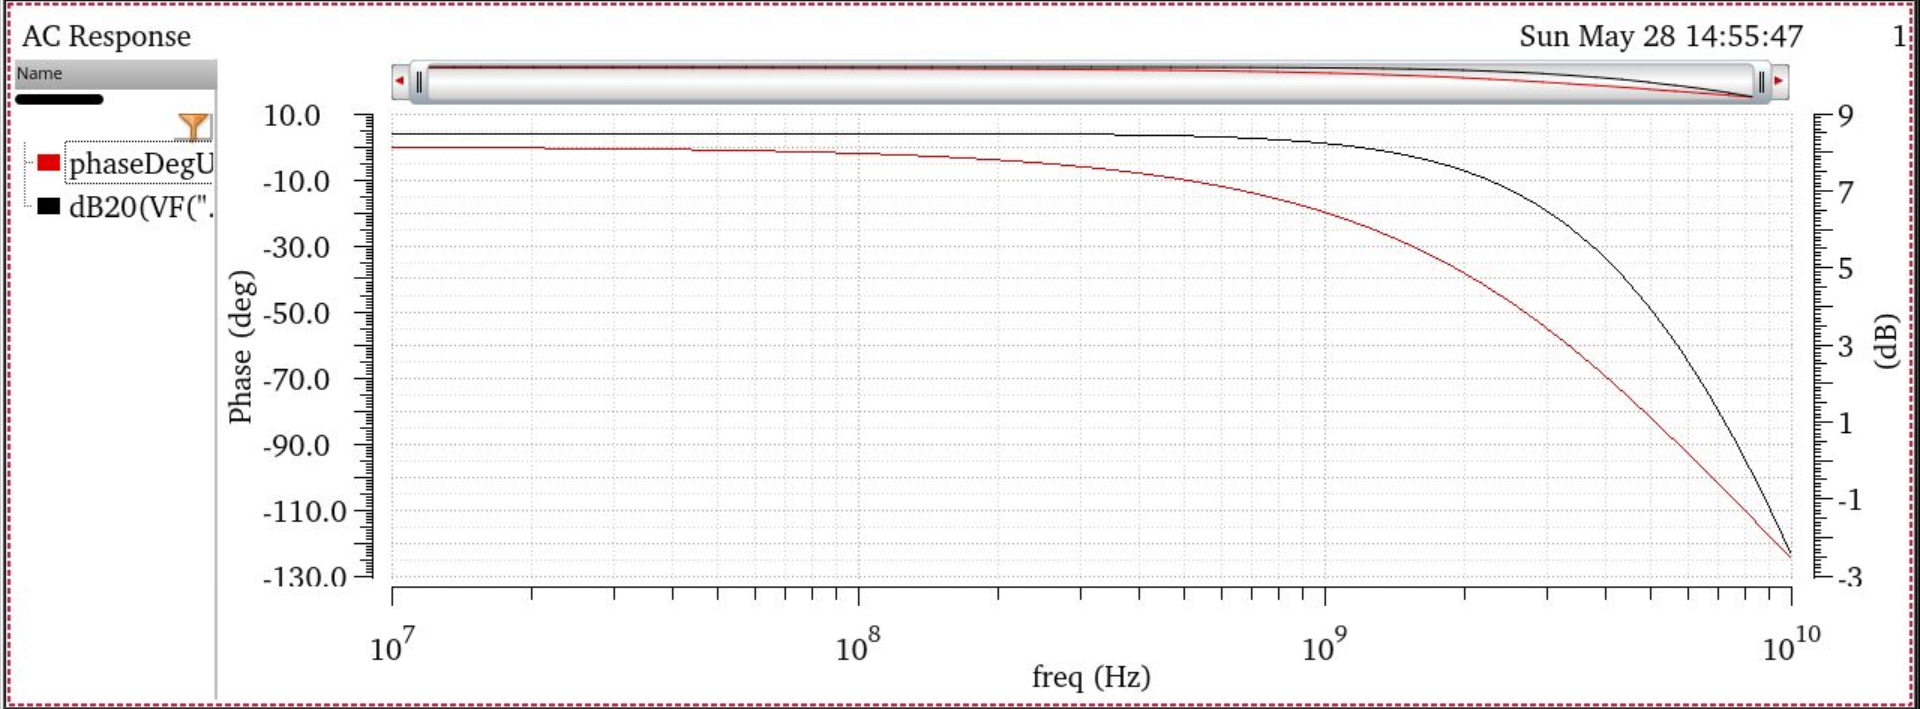 AC Response
Sun May 28 14:55:47
1
Name
phaseDegU
dB20(VF(".
10.0
-10.0
-30.0
-50.0
-70.0
-90.0
-110.0
-130.0
Phase (deg)
9
7
5
3
1
-1
-3
(dB)
10^7
10^8
10^9
10^10
freq (Hz)